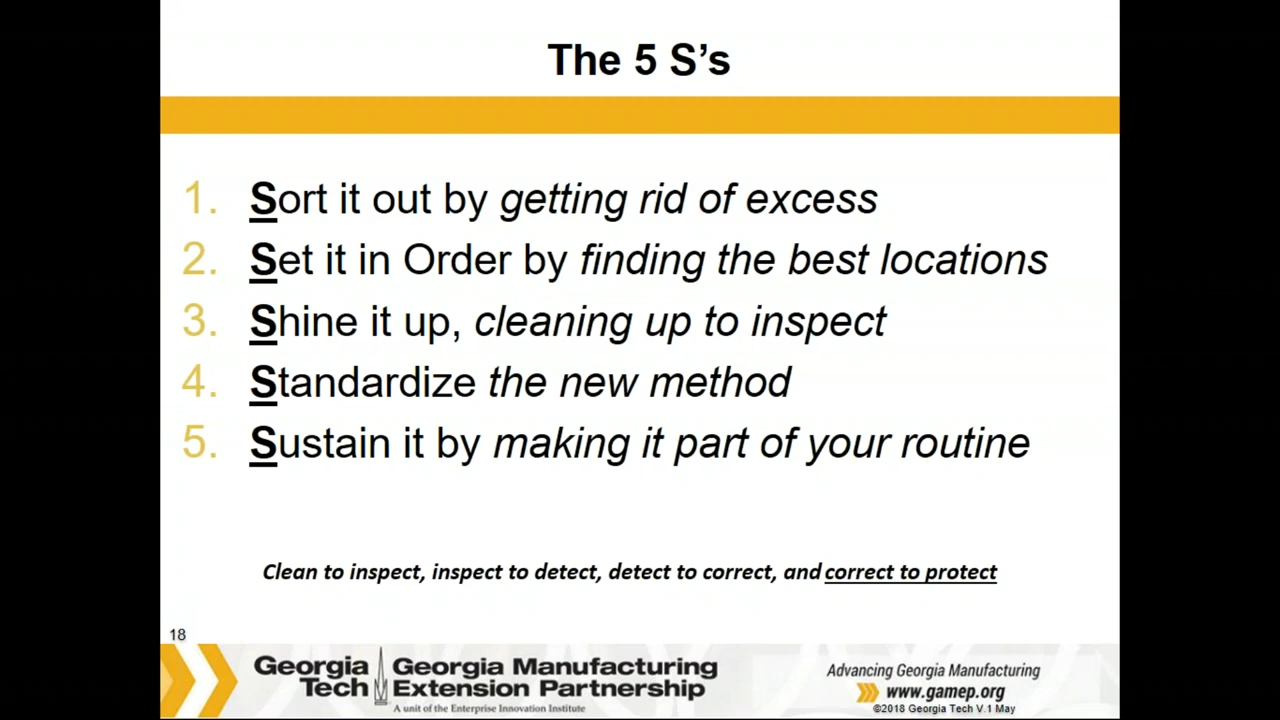 The 5 S’s
1. Sort it out by getting rid of excess
2. Set it in Order by finding the best locations
3. Shine it up, cleaning up to inspect
4. Standardize the new method
5. Sustain it by making it part of your routine
Clean to inspect, inspect to detect, detect to correct, and correct to protect
18
Georgia Tech
Georgia Manufacturing
Extension Partnership
A unit of the Enterprise Innovation Institute
Advancing Georgia Manufacturing
www.gamep.org
©2018 Georgia Tech V.1 May